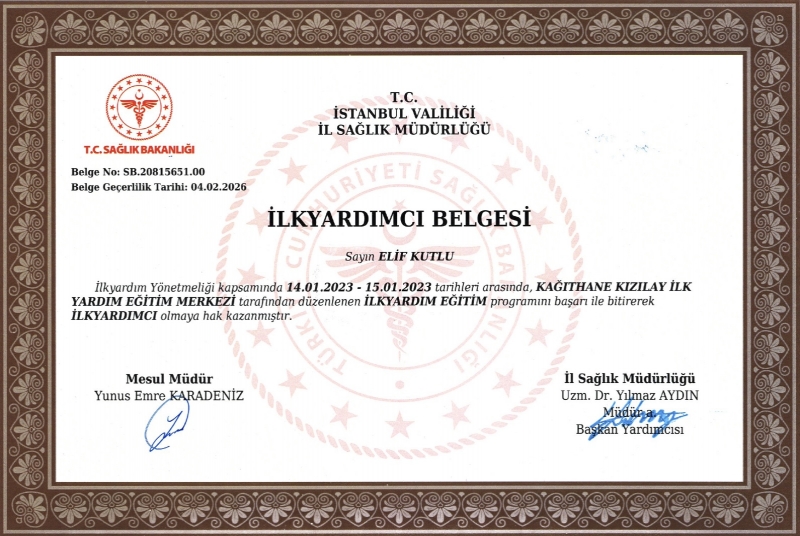 T.C.
İSTANBUL VALİLİĞİ
İL SAĞLIK MÜDÜRLÜĞÜ
T.C. SAĞLIK BAKANLIĞI
Belge No: SB.20815651.00
Belge Geçerlilik Tarihi: 04.02.2026
İLKYARDIMCI BELGESİ
Sayın ELİF KUTLU
İlkyardım Yönetmeliği kapsamında 14.01.2023 - 15.01.2023 tarihleri arasında, KAĞITHANE KIZILAY İLK
YARDIM EĞİTİM MERKEZİ tarafından düzenlenen İLKYARDIM EĞİTİM programını başarı ile bitirerek
İLKYARDIMCI olmaya hak kazanmıştır.
Mesul Müdür
Yunus Emre KARADENİZ
İl Sağlık Müdürlüğü
Uzm. Dr. Yılmaz AYDIN
Müdür a.
Başkan Yardımcısı